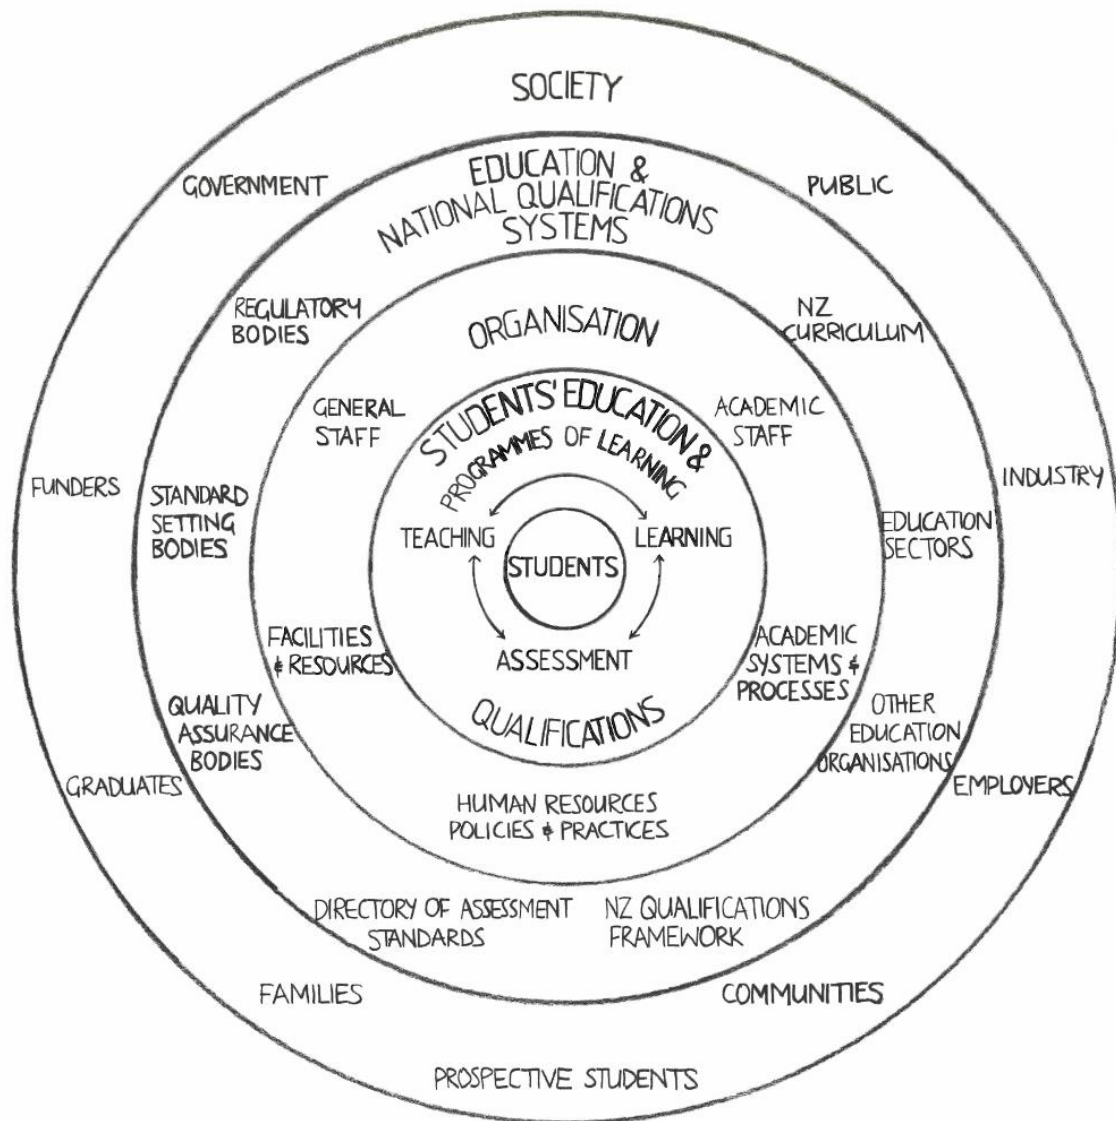 SOCIETY
GOVERNMENT
PUBLIC
EDUCATION &
NATIONAL QUALIFICATIONS
SYSTEMS
REGULATORY
BODIES
NZ
CURRICULUM
ORGANISATION
GENERAL
STAFF
ACADEMIC
STAFF
STUDENTS' EDUCATION &
PROGRAMMES OF LEARNING
FUNDERS
INDUSTRY
STANDARD
SETTING
BODIES
EDUCATION
SECTORS
TEACHING
LEARNING
STUDENTS
ASSESSMENT
QUALIFICATIONS
FACILITIES
& RESOURCES
ACADEMIC
SYSTEMS &
PROCESSES
QUALITY
ASSURANCE
BODIES
OTHER
EDUCATION
ORGANISATIONS
GRADUATES
EMPLOYERS
HUMAN RESOURCES
POLICIES & PRACTICES
DIRECTORY OF ASSESSMENT
STANDARDS
NZ QUALIFICATIONS
FRAMEWORK
FAMILIES
COMMUNITIES
PROSPECTIVE STUDENTS